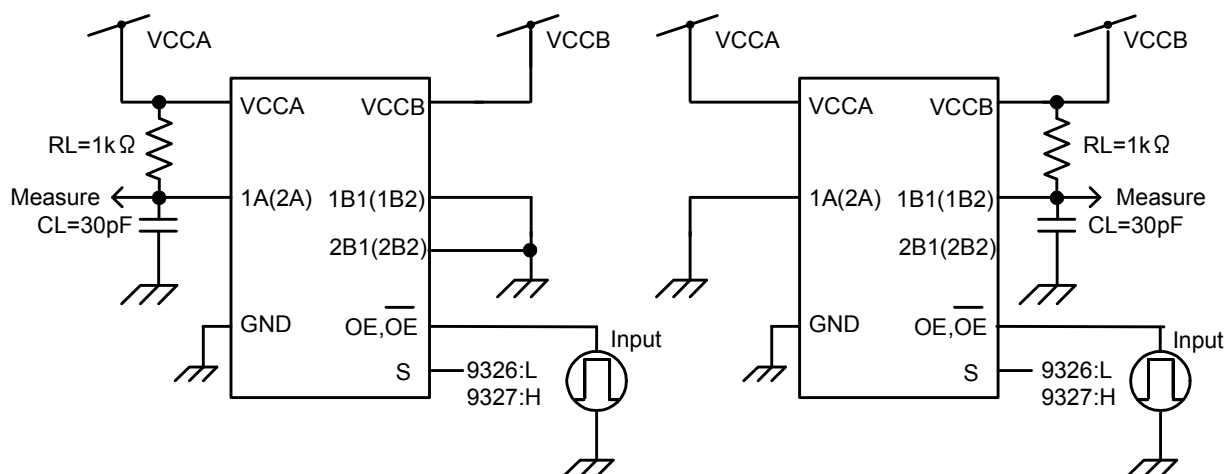 VCCA
VCCB
VCCA
VCCB
RL=1kΩ
Measure
CL=30pF
VCCA
VCCB
1A(2A)
1B1(1B2)
2B1(2B2)
GND
OE,O̅E̅
S
9326:L
9327:H
Input
VCCA
VCCB
RL=1kΩ
1A(2A)
1B1(1B2)
Measure
CL=30pF
2B1(2B2)
GND
OE,O̅E̅
S
9326:L
9327:H
Input